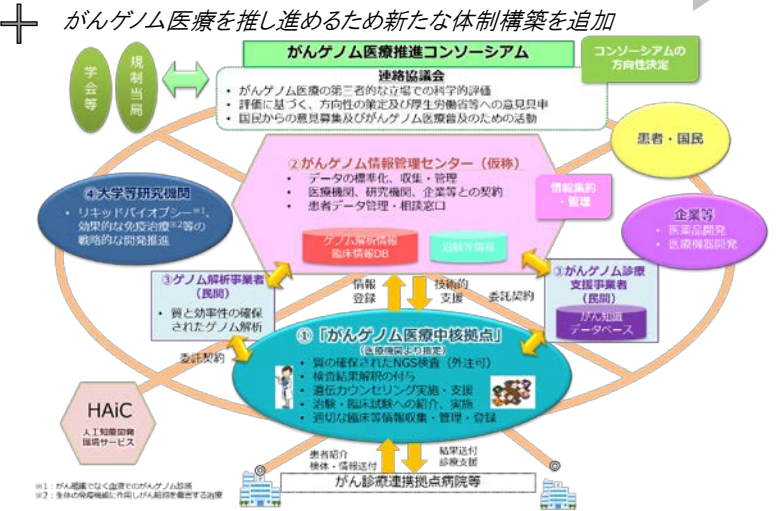 がんゲノム医療を推し進めるため新たな体制構築を追加
がんゲノム医療推進コンソーシアム
コンソーシアムの
方向性決定
学会等
規制当局
連絡協議会
• がんゲノム医療の第三者的な立場での科学的評価
• 評価に基づく、方向性の策定及び厚生労働省等への意見具申
• 国民からの意見募集及びがんゲノム医療普及のための活動
患者・国民
②がんゲノム情報管理センター（仮称）
• データの標準化、収集・管理
• 医療機関、研究機関、企業等との契約
• 患者データ管理・相談窓口
情報集約
・管理
ゲノム解析情報
臨床情報DB
治験等情報
④大学等研究機関
• リキッドバイオプシー※1、
効果的な免疫治療※2等の
戦略的な開発推進
企業等
• 医薬品開発
• 医療機器開発
③ゲノム解析事業者
（民間）
• 質と効率性の確保
されたゲノム解析
情報
登録
技術的
支援
委託契約
③がんゲノム診療
支援事業者
（民間）
がん知識
データベース
委託契約
①「がんゲノム医療中核拠点」
（医療機関より指定）
• 質の確保されたNGS検査（外注可）
• 検査結果解釈の付与
• 遺伝カウンセリング実施・支援
• 治験・臨床試験への紹介、実施
• 適切な臨床等情報収集・管理・登録
HAiC
人工知能開発
環境サービス
患者紹介
検体・情報送付
結果送付
診療支援
がん診療連携拠点病院等
※1：がん組織でなく血液でのがんゲノム診断
※2：生体の免疫機能に作用しがん細胞を傷害する治療